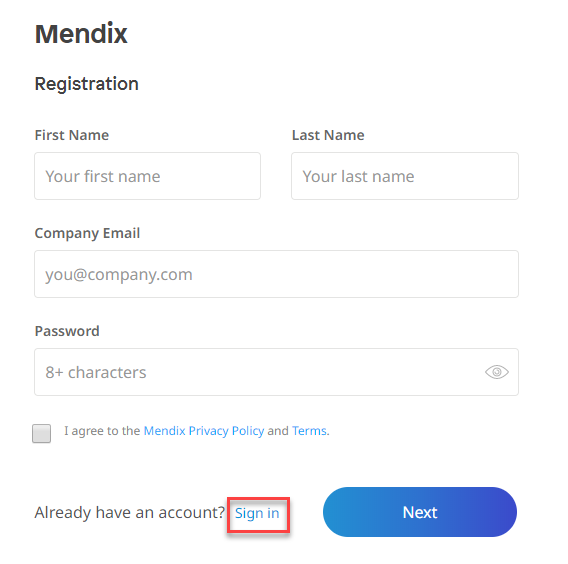 Mendix
Registration
First Name Last Name
Your first name Your last name
Company Email
you@company.com
Password
8+ characters
I agree to the Mendix Privacy Policy and Terms.
Already have an account? Sign in Next